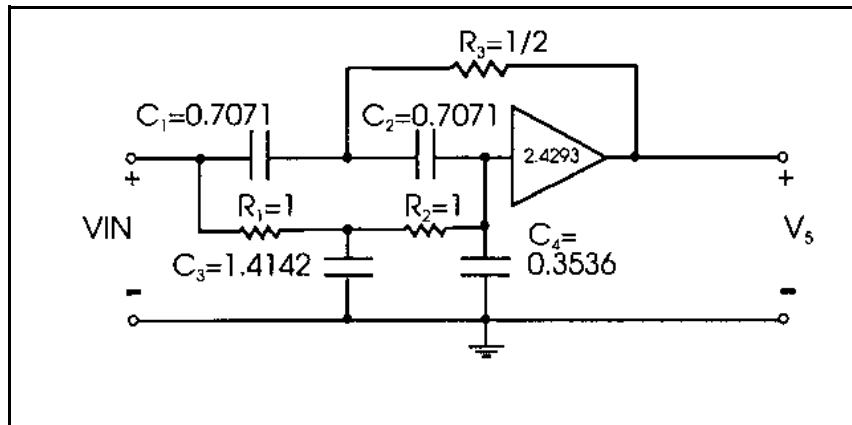 R₃=1/2
C₁=0.7071
C₂=0.7071
2.4293
+
+
R₁=1
R₂=1
VIN
V₅
C₄=
0.3536
C₃=1.4142
-
-